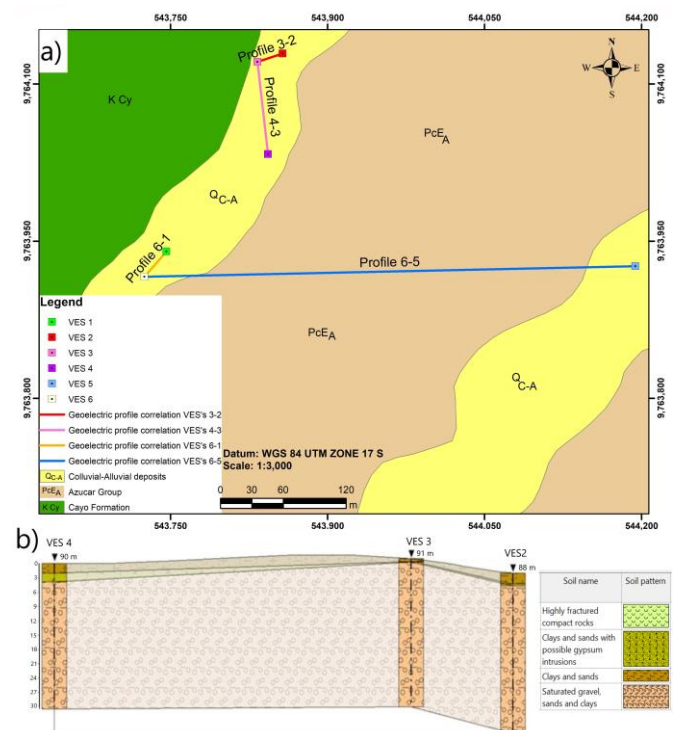 543,750 543,900 544,050 544,200
a)
Profile 3-2
N
W E
S
9,764,100
9,764,100
K Cy
Profile 4-3
PcE A
Q C-A
9,763,950
9,763,950
Profile 6-1
Profile 6-5
Legend
VES 1
VES 2
VES 3
VES 4
VES 5
VES 6
Geoelectric profile correlation VES's 3-2
Geoelectric profile correlation VES's 4-3
Geoelectric profile correlation VES's 6-1
Geoelectric profile correlation VES's 6-5
Q C-A Colluvial-Alluvial deposits
PcE A Azucar Group
K Cy Cayo Formation
PcE A
Q C-A
9,763,800
9,763,800
Datum: WGS 84 UTM ZONE 17 S
Scale: 1:3,000
0 30 60 120
m
543,750 543,900 544,050 544,200
b)
VES 4
90 m
VES 3
91 m
VES2
88 m
0
3
6
9
12
15
18
21
24
27
30
Soil name Soil pattern
Highly fractured
compact rocks
Clays and sands with
possible gypsum
intrusions
Clays and sands
Saturated gravel,
sands and clays